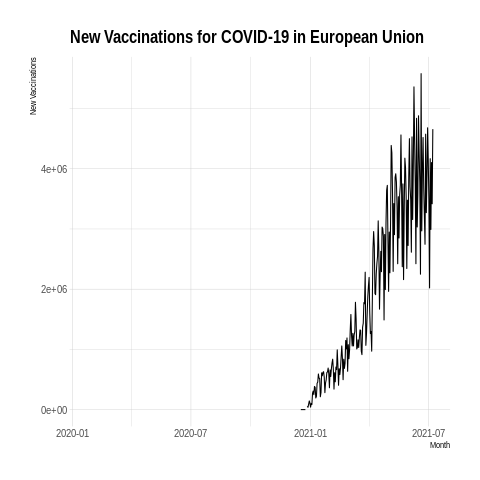 New Vaccinations for COVID-19 in European Union
New Vaccinations
4e+06
2e+06
0e+00
2020-01 2020-07 2021-01 2021-07
Month